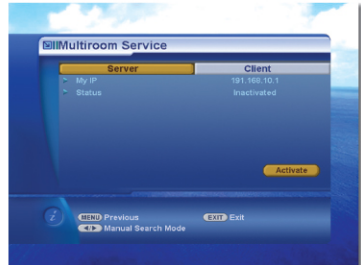 Multiroom Service
Server Client
My IP 191.168.10.1
Status Inactivated
Activate
MENU Previous EXIT Exit
Manual Search Mode